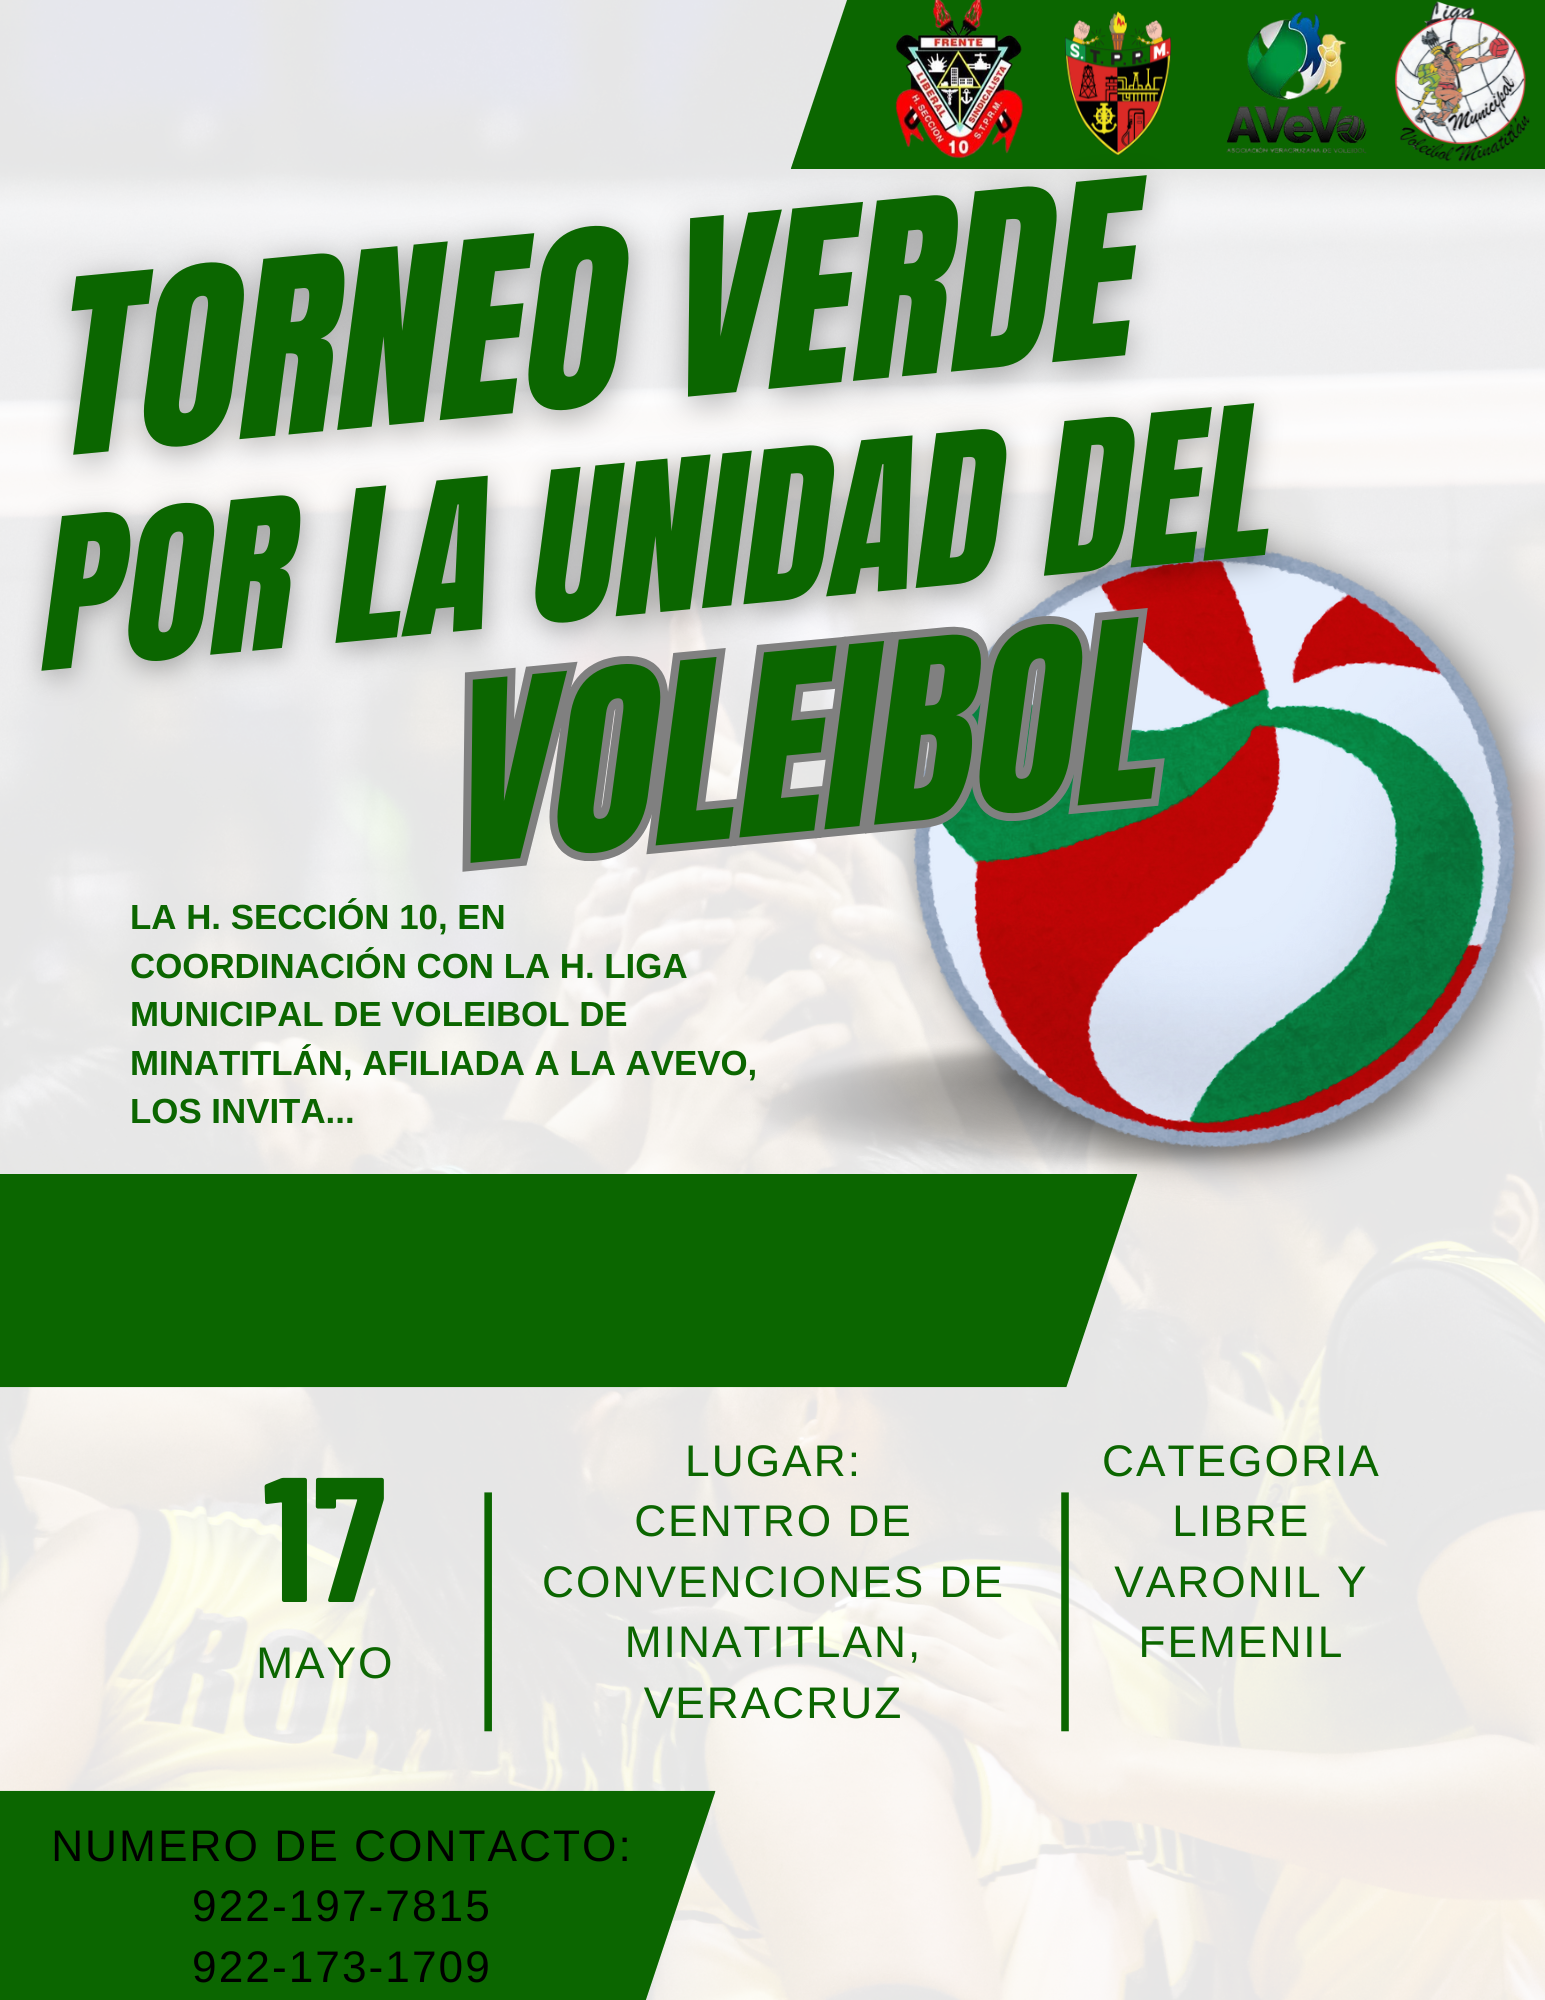 FRENTE
LIBERAL
SINDICALISTA
H. SECCION
10
S.T.P.R.M.
S. T. P. R. M.
AVeVo
Liga
Municipal
Voleibol Minatitlán
TORNEO VERDE
POR LA UNIDAD DEL
VOLEIBOL
LA H. SECCIÓN 10, EN
COORDINACIÓN CON LA H. LIGA
MUNICIPAL DE VOLEIBOL DE
MINATITLÁN, AFILIADA A LA AVEVO,
LOS INVITA...
17
MAYO
LUGAR:
CENTRO DE
CONVENCIONES DE
MINATITLAN,
VERACRUZ
CATEGORIA
LIBRE
VARONIL Y
FEMENIL
NUMERO DE CONTACTO:
922-197-7815
922-173-1709